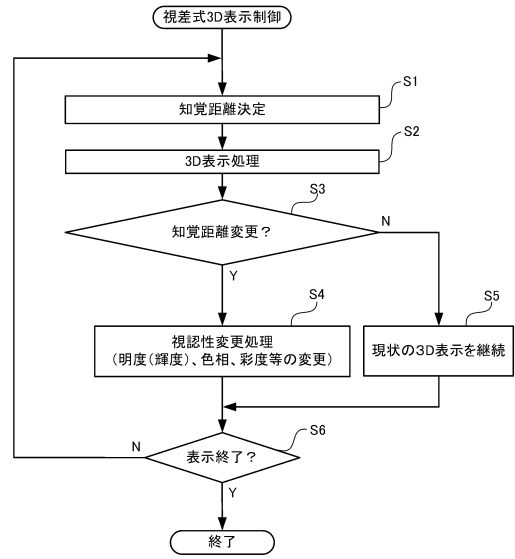 視差式3D表示制御
S1
知覚距離決定
S2
3D表示処理
S3
知覚距離変更？
N
Y
S4
視認性変更処理
（明度（輝度）、色相、彩度等の変更）
S5
現状の3D表示を継続
S6
N
表示終了？
Y
終了